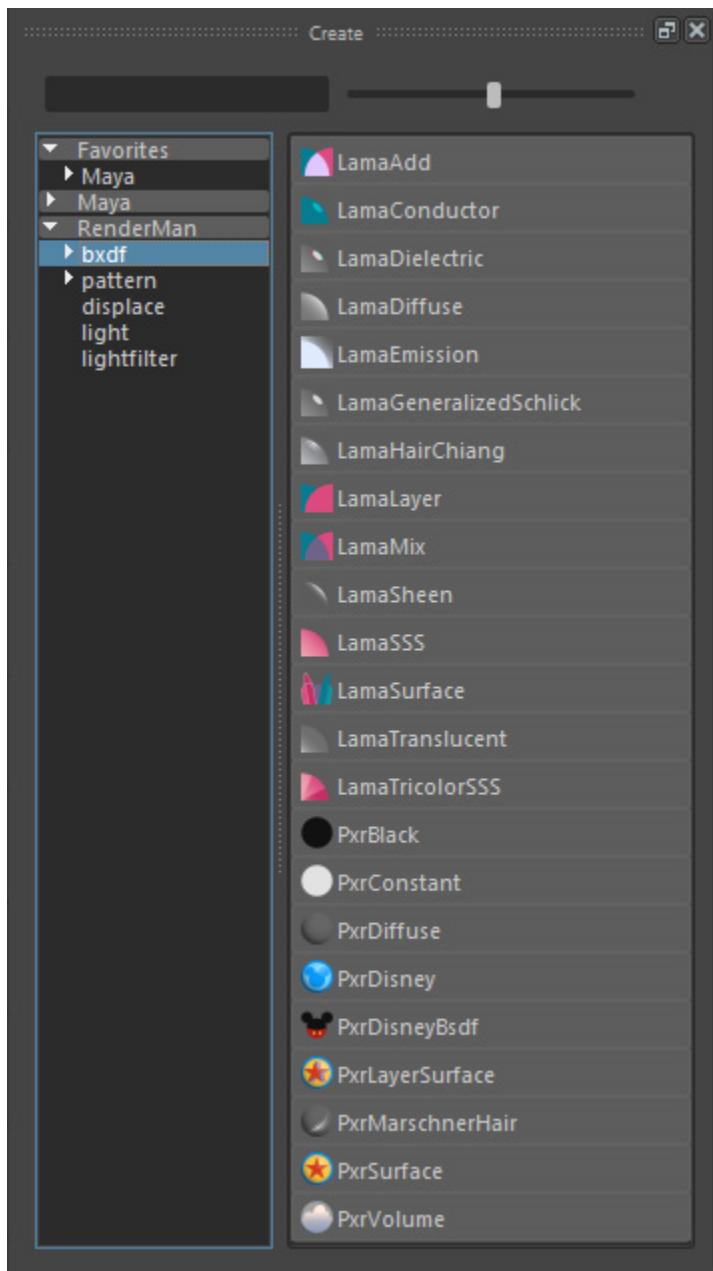 Create
Favorites
Maya
Maya
RenderMan
bxdf
pattern
displace
light
lightfilter
LamaAdd
LamaConductor
LamaDielectric
LamaDiffuse
LamaEmission
LamaGeneralizedSchlick
LamaHairChiang
LamaLayer
LamaMix
LamaSheen
LamaSSS
LamaSurface
LamaTranslucent
LamaTricolorSSS
PxrBlack
PxrConstant
PxrDiffuse
PxrDisney
PxrDisneyBsdf
PxrLayerSurface
PxrMarschnerHair
PxrSurface
PxrVolume